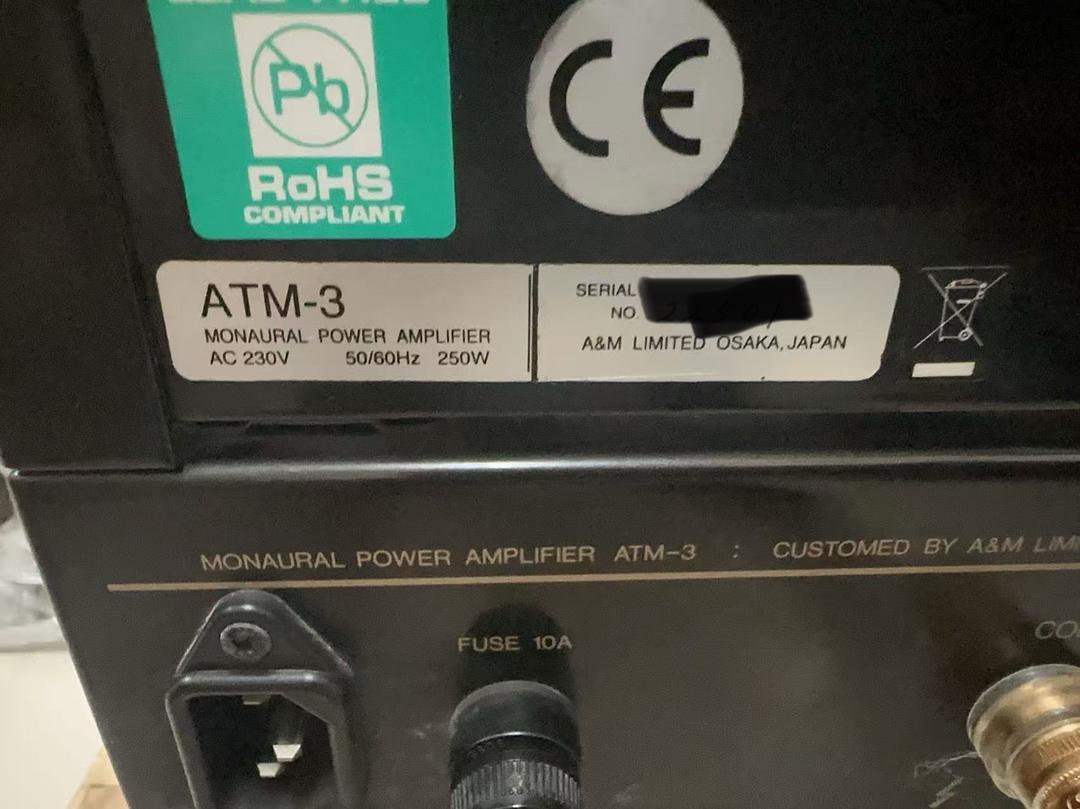 Pb
RoHS
COMPLIANT
CE
ATM-3
MONAURAL POWER AMPLIFIER
AC 230V 50/60Hz 250W
SERIAL
NO.
A&M LIMITED OSAKA, JAPAN
MONAURAL POWER AMPLIFIER ATM-3 : CUSTOMED BY A&M
FUSE 10A